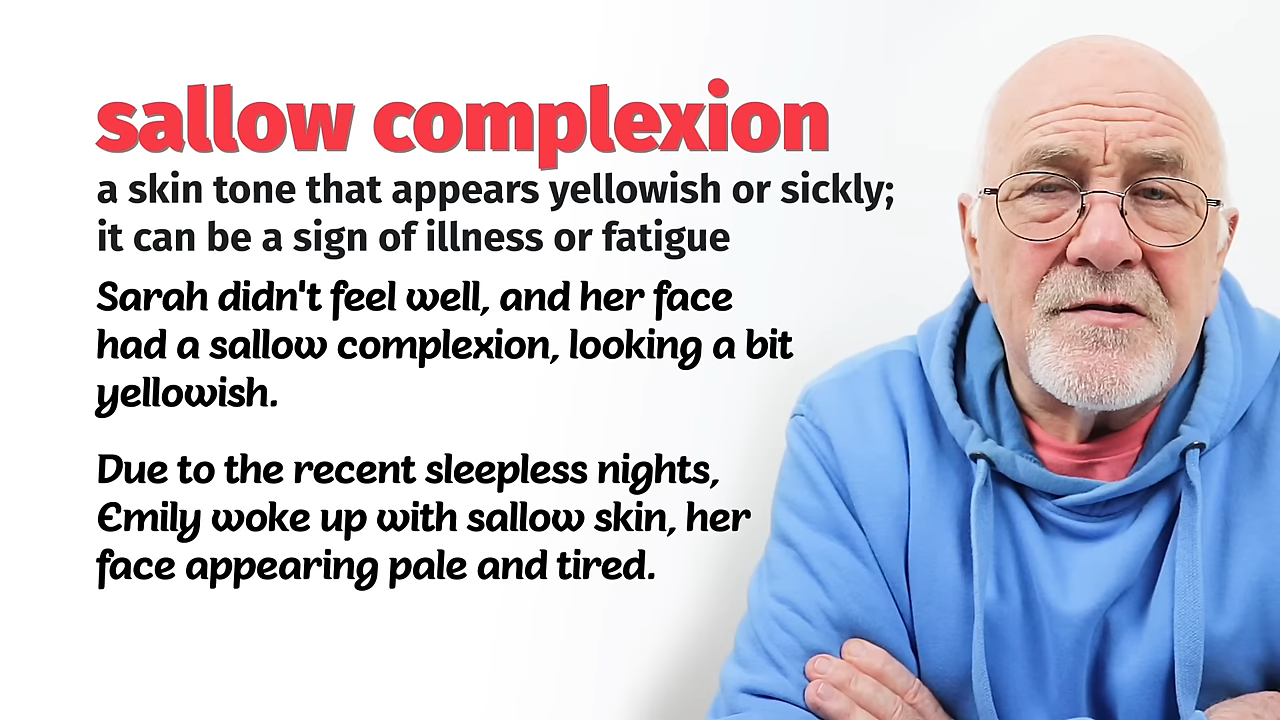 sallow complexion
a skin tone that appears yellowish or sickly;
it can be a sign of illness or fatigue
Sarah didn't feel well, and her face
had a sallow complexion, looking a bit
yellowish.
Due to the recent sleepless nights,
Emily woke up with sallow skin, her
face appearing pale and tired.